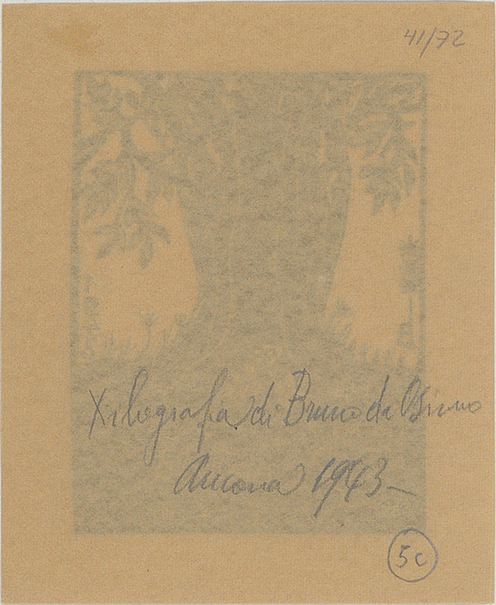 41/72
Xilografia di Bruno da Osimo
Ancona 1943
5c